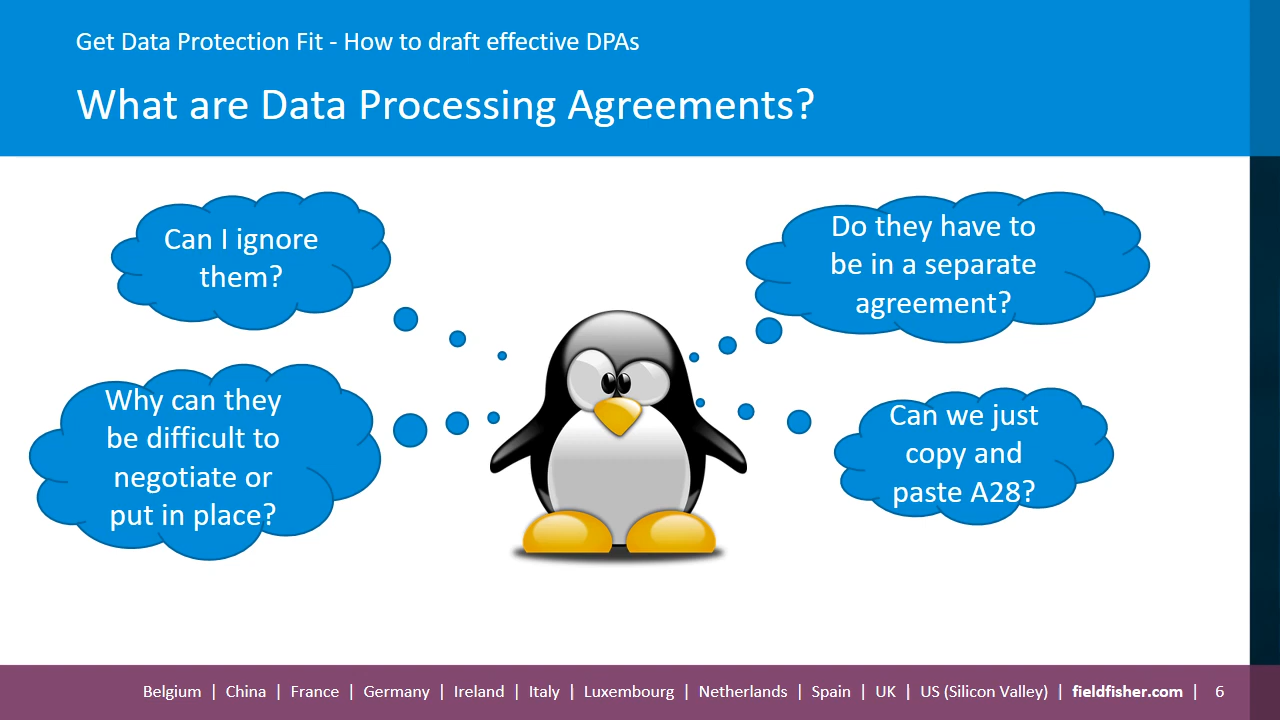 Get Data Protection Fit - How to draft effective DPAs
What are Data Processing Agreements?
Can I ignore
them?
Do they have to
be in a separate
agreement?
Why can they
be difficult to
negotiate or
put in place?
Can we just
copy and
paste A28?
Belgium | China | France | Germany | Ireland | Italy | Luxembourg | Netherlands | Spain | UK | US (Silicon Valley) | fieldfisher.com | 6